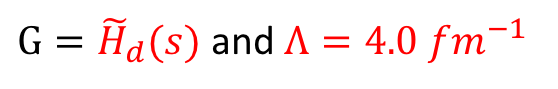 G = H̃_d(s) and Λ = 4.0 fm⁻¹